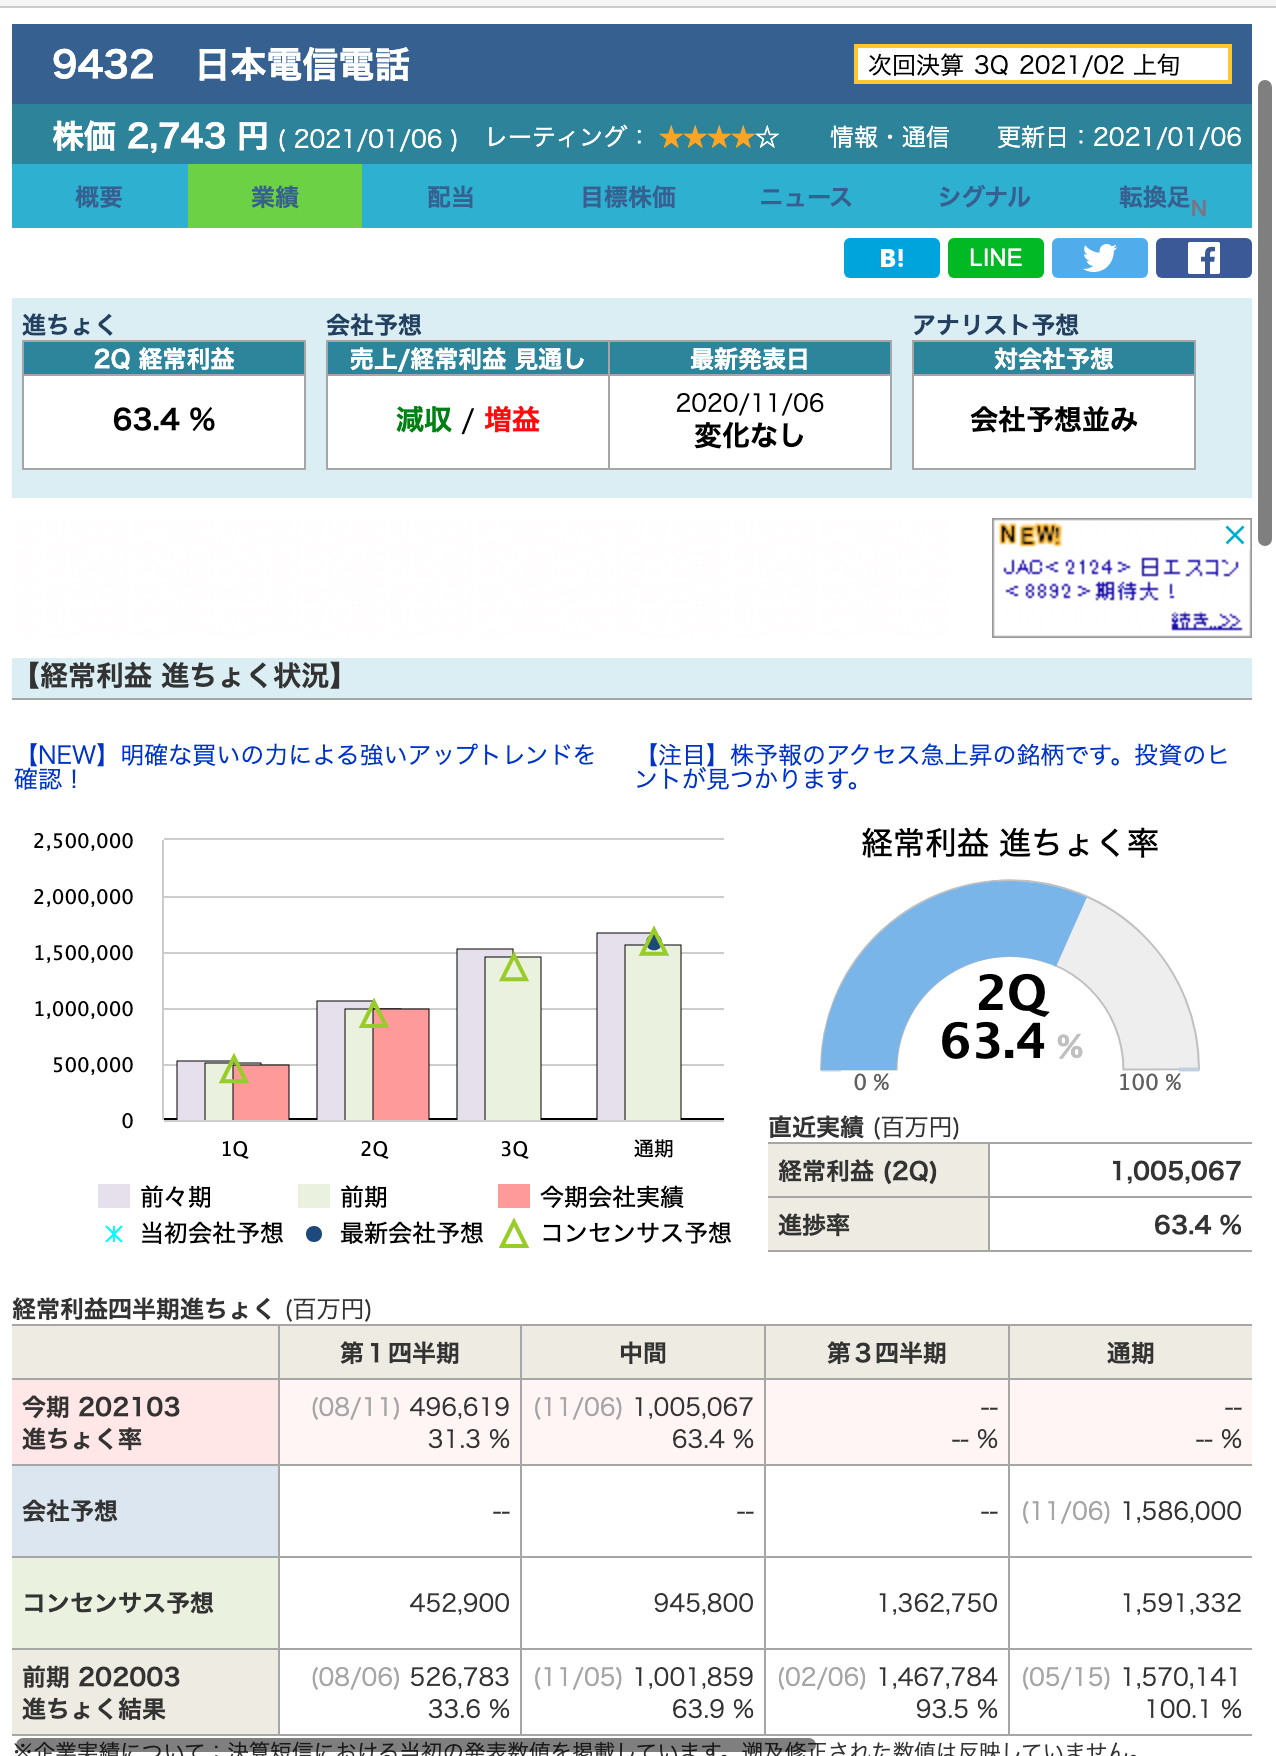 9432 日本電信電話
次回決算 3Q 2021/02 上旬
株価 2,743 円 ( 2021/01/06 ) レーティング： ★★★★☆ 情報・通信 更新日：2021/01/06
概要 業績 配当 目標株価 ニュース シグナル 転換足N
B! LINE
進ちょく 会社予想 アナリスト予想
2Q 経常利益 売上/経常利益 見通し 最新発表日 対会社予想
63.4 % 減収 / 増益 2020/11/06 会社予想並み
変化なし
NEW!
JAC<2124> 日エスコン
<8892>期待大！
続き..>>
【経常利益 進ちょく状況】
【NEW】明確な買いの力による強いアップトレンドを
確認！
【注目】株予報のアクセス急上昇の銘柄です。投資のヒ
ントが見つかります。
2,500,000
2,000,000
1,500,000
1,000,000
500,000
0
1Q 2Q 3Q 通期
前々期 前期 今期会社実績
当初会社予想 最新会社予想 コンセンサス予想
経常利益 進ちょく率
2Q
63.4 %
0 % 100 %
直近実績 (百万円)
経常利益 (2Q) 1,005,067
進捗率 63.4 %
経常利益四半期進ちょく (百万円)
第１四半期 中間 第３四半期 通期
今期 202103 (08/11) 496,619 (11/06) 1,005,067 -- --
進ちょく率 31.3 % 63.4 % -- % -- %
会社予想 -- -- -- (11/06) 1,586,000
コンセンサス予想 452,900 945,800 1,362,750 1,591,332
前期 202003 (08/06) 526,783 (11/05) 1,001,859 (02/06) 1,467,784 (05/15) 1,570,141
進ちょく結果 33.6 % 63.9 % 93.5 % 100.1 %
※企業実績について：決算短信における当初の発表数値を掲載しています。遡及修正された数値は反映していません。